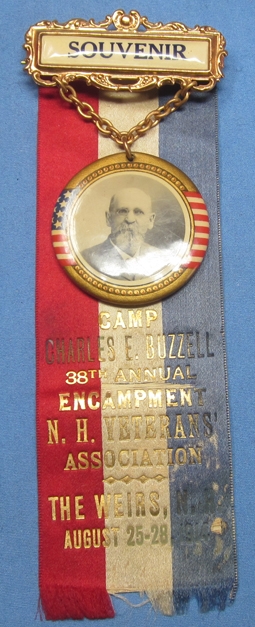 SOUVENIR
CAMP
CHARLES E. BUZZELL
38TH ANNUAL
ENCAMPMENT
N. H. VETERANS'
ASSOCIATION
THE WEIRS, N.
AUGUST 25-28,